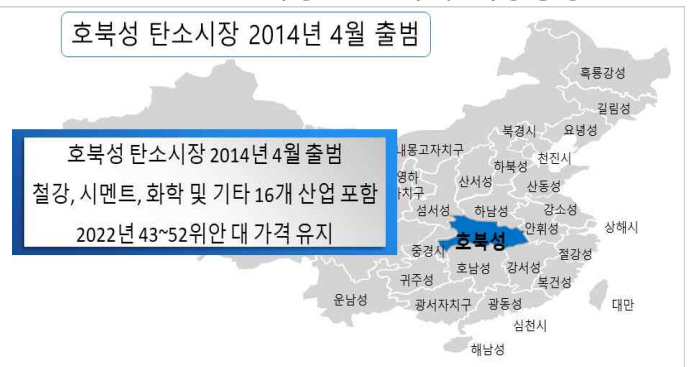 호북성 탄소시장 2014년 4월 출범
흑룡강성
길림성
북경시 요녕성
호북성 탄소시장 2014년 4월 출범
내몽고자치구
하북성 천진시
철강, 시멘트, 화학 및 기타 16개 산업 포함
영하
자치구
산서성 산동성
섬서성 하남성 강소성
2022년 43~52위안 대 가격 유지
안휘성 상해시
호북성
중경시 절강성
호남성 강서성
귀주성 복건성
운남성 광서자치구 광동성 대만
심천시
해남성